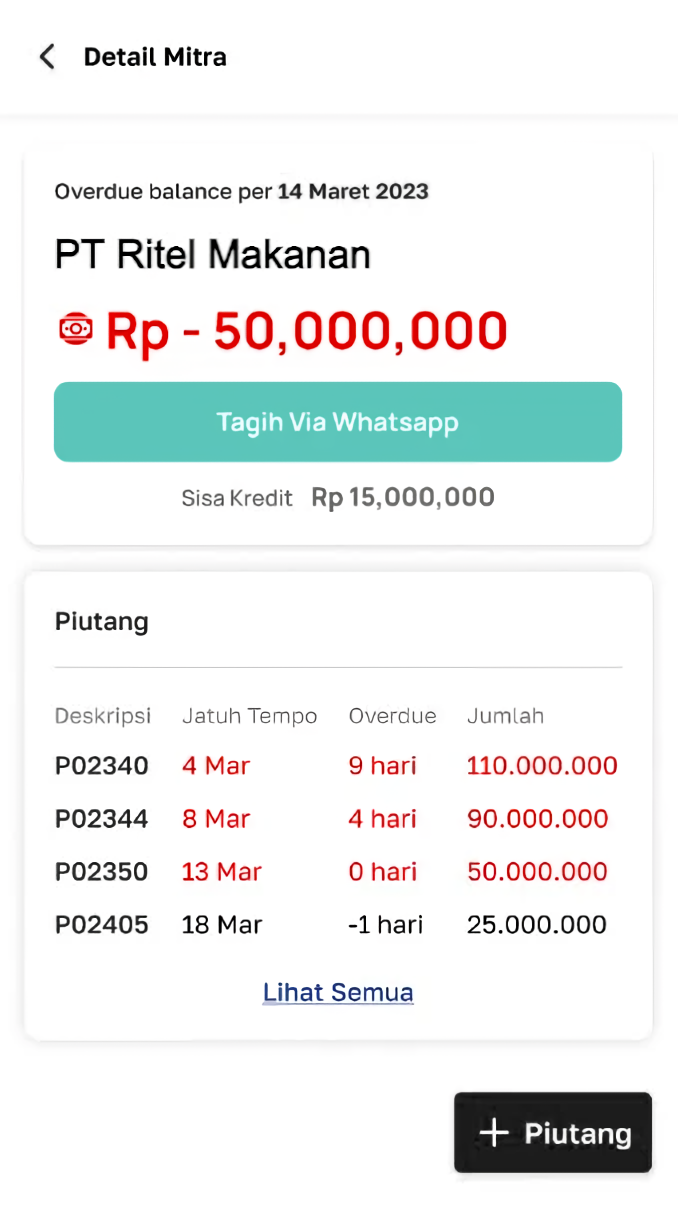 Detail Mitra
Overdue balance per 14 Maret 2023
PT Ritel Makanan
Rp - 50,000,000
Tagih Via Whatsapp
Sisa Kredit Rp 15,000,000
Piutang
Deskripsi Jatuh Tempo Overdue Jumlah
P02340 4 Mar 9 hari 110.000.000
P02344 8 Mar 4 hari 90.000.000
P02350 13 Mar 0 hari 50.000.000
P02405 18 Mar -1 hari 25.000.000
Lihat Semua
+ Piutang